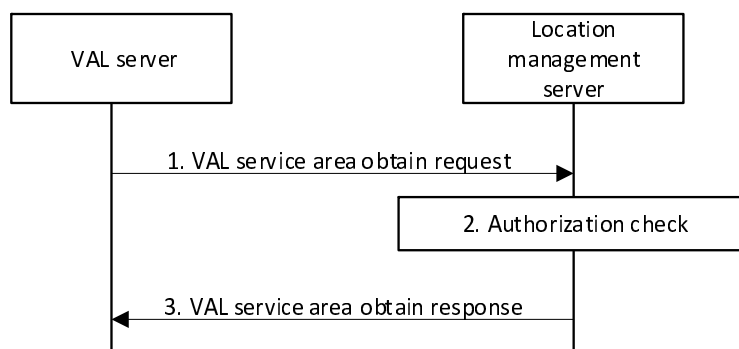 VAL server
Location
management
server
1. VAL service area obtain request
2. Authorization check
3. VAL service area obtain response